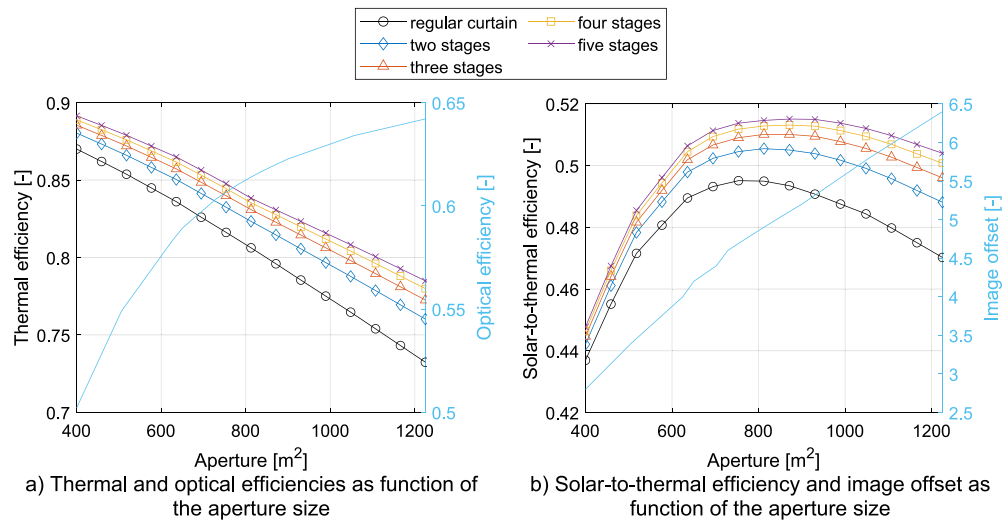 regular curtain
two stages
three stages
four stages
five stages
0.9
0.85
0.8
0.75
0.7
Thermal efficiency [-]
0.65
0.6
0.55
0.5
Optical efficiency [-]
400 600 800 1000 1200
Aperture [m²]
a) Thermal and optical efficiencies as function of
the aperture size
0.52
0.5
0.48
0.46
0.44
0.42
Solar-to-thermal efficiency [-]
6.5
6
5.5
5
4.5
4
3.5
3
2.5
Image offset [-]
400 600 800 1000 1200
Aperture [m²]
b) Solar-to-thermal efficiency and image offset as
function of the aperture size